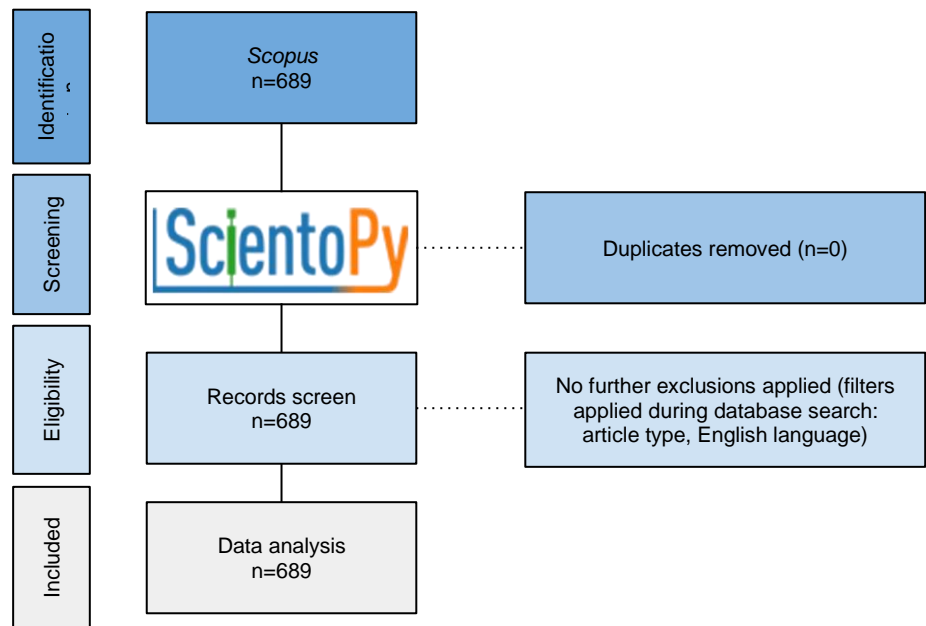 Identificatio
n
Scopus
n=689
Screening
ScientoPy
Duplicates removed (n=0)
Eligibility
Records screen
n=689
No further exclusions applied (filters
applied during database search:
article type, English language)
Included
Data analysis
n=689